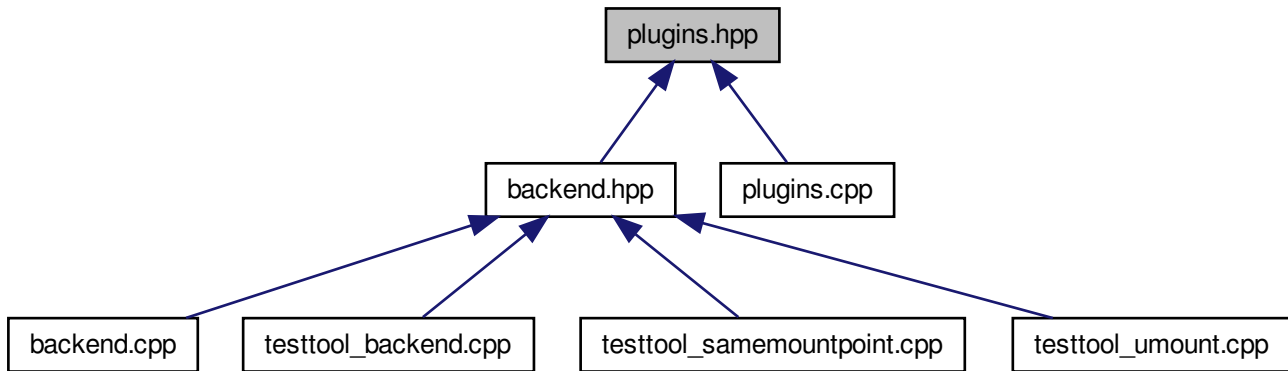 plugins.hpp
backend.hpp
plugins.cpp
backend.cpp
testtool_backend.cpp
testtool_samemountpoint.cpp
testtool_umount.cpp